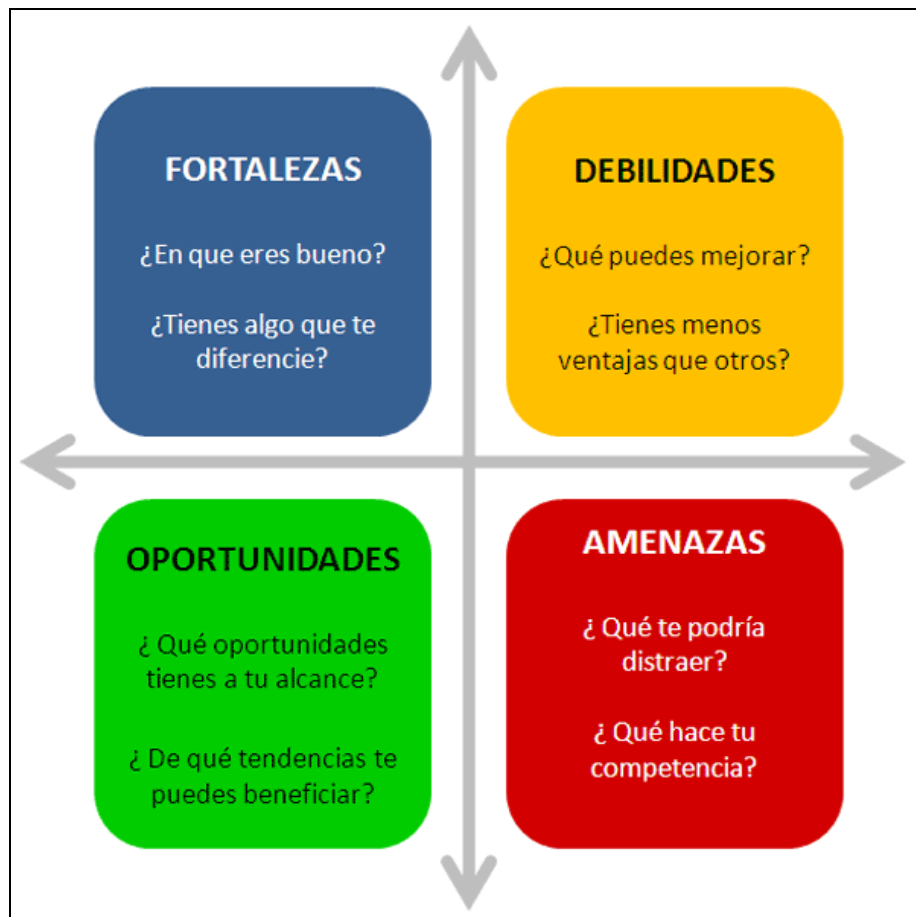 FORTALEZAS
¿En que eres bueno?
¿Tienes algo que te
diferencie?
DEBILIDADES
¿Qué puedes mejorar?
¿Tienes menos
ventajas que otros?
OPORTUNIDADES
¿ Qué oportunidades
tienes a tu alcance?
¿ De qué tendencias te
puedes beneficiar?
AMENAZAS
¿ Qué te podría
distraer?
¿ Qué hace tu
competencia?